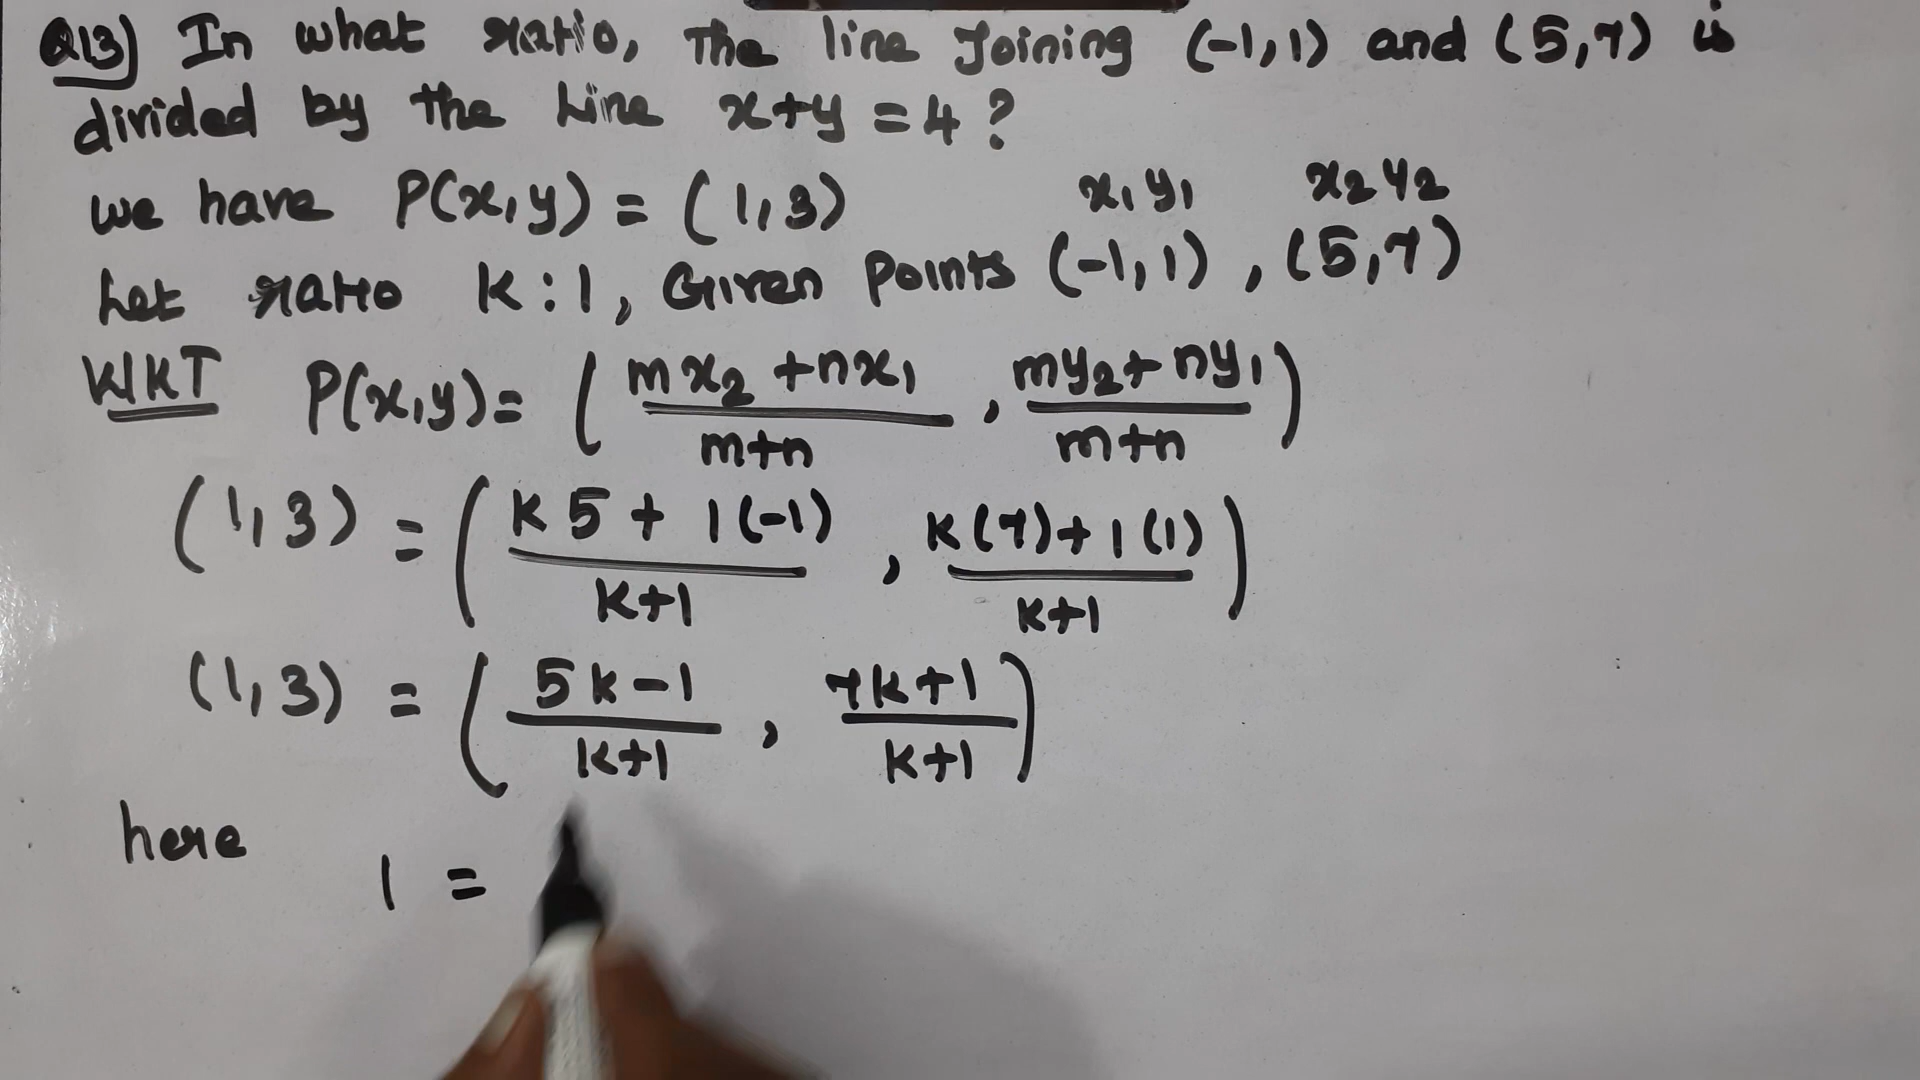 Q13) In what ratio, The line Joining (-1,1) and (5,7) is
divided by the Line x+y=4?
we have P(x,y) = (1,3)
x1 y1 x2 y2
Let ratio K:1, Given points (-1,1), (5,7)
WKT P(x,y)= (mx2+nx1/m+n, my2+ny1/m+n)
(1,3) = (k5+1(-1)/k+1, k(7)+1(1)/k+1)
(1,3) = (5k-1/k+1, 7k+1/k+1)
here
1 =